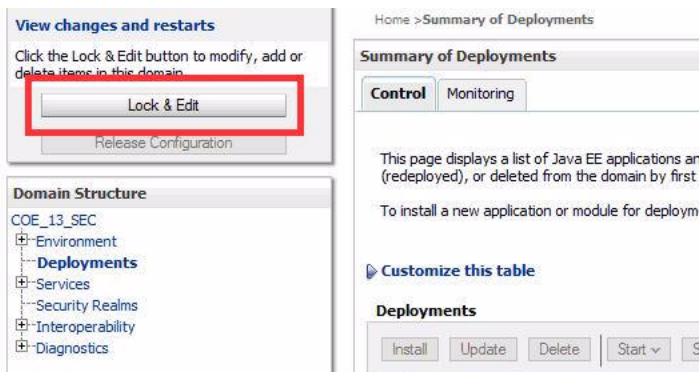 View changes and restarts
Click the Lock & Edit button to modify, add or
delete items in this domain.
Lock & Edit
Release Configuration
Domain Structure
COE_13_SEC
Environment
Deployments
Services
Security Realms
Interoperability
Diagnostics
Home >Summary of Deployments
Summary of Deployments
Control Monitoring
This page displays a list of Java EE applications an
(redeployed), or deleted from the domain by first
To install a new application or module for deploym
Customize this table
Deployments
Install Update Delete Start S